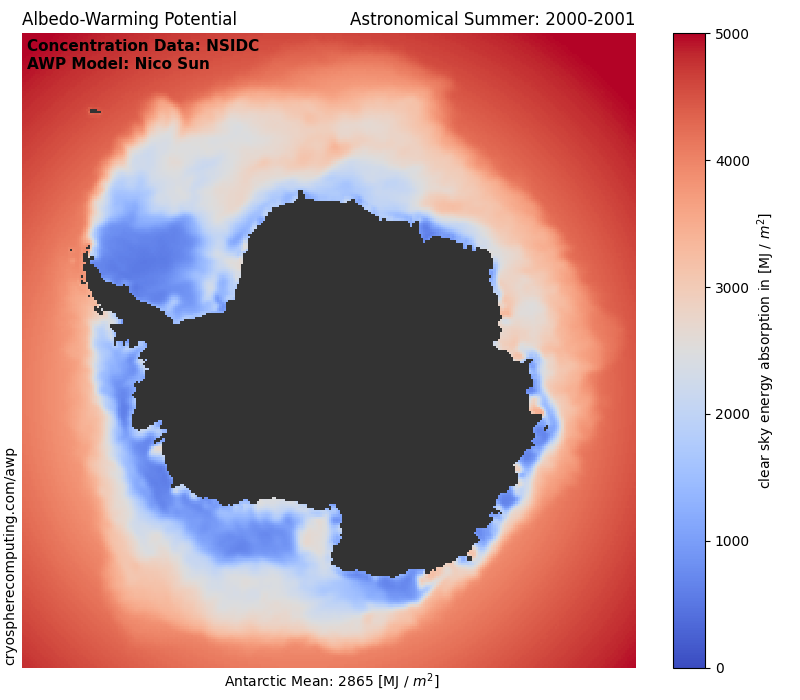 Albedo-Warming Potential
Astronomical Summer: 2000-2001
Concentration Data: NSIDC
AWP Model: Nico Sun
5000
4000
3000
2000
1000
0
clear sky energy absorption in [MJ / m²]
cryospherecomputing.com/awp
Antarctic Mean: 2865 [MJ / m²]